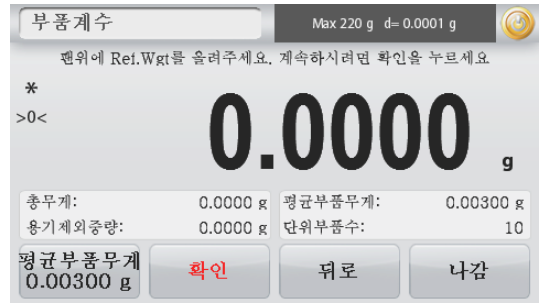 부품계수
Max 220 g d= 0.0001 g
팬위에 Ref.Wgt를 올려주세요. 계속하시려면 확인을 누르세요
*
>0<
0.0000 g
총무게: 0.0000 g 평균부품무게: 0.00300 g
용기제외중량: 0.0000 g 단위부품수: 10
평균부품무게
0.00300 g
확인
뒤로
나감